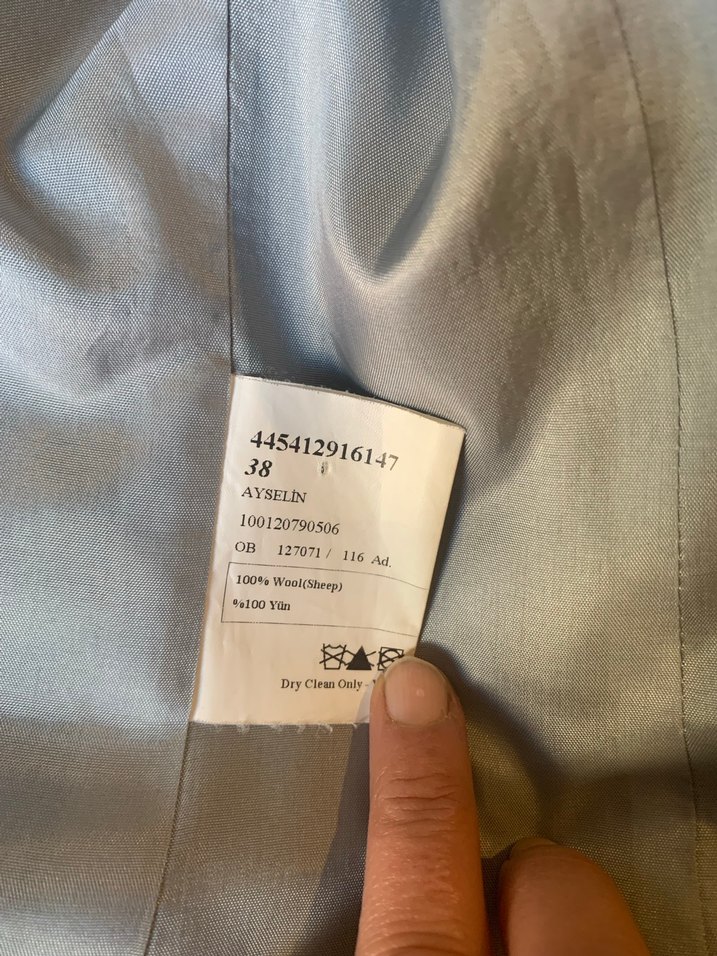 445412916147
38
AYSELİN
100120790506
OB 127071 / 116 Ad.
100% Wool(Sheep)
%100 Yün
Dry Clean Only -